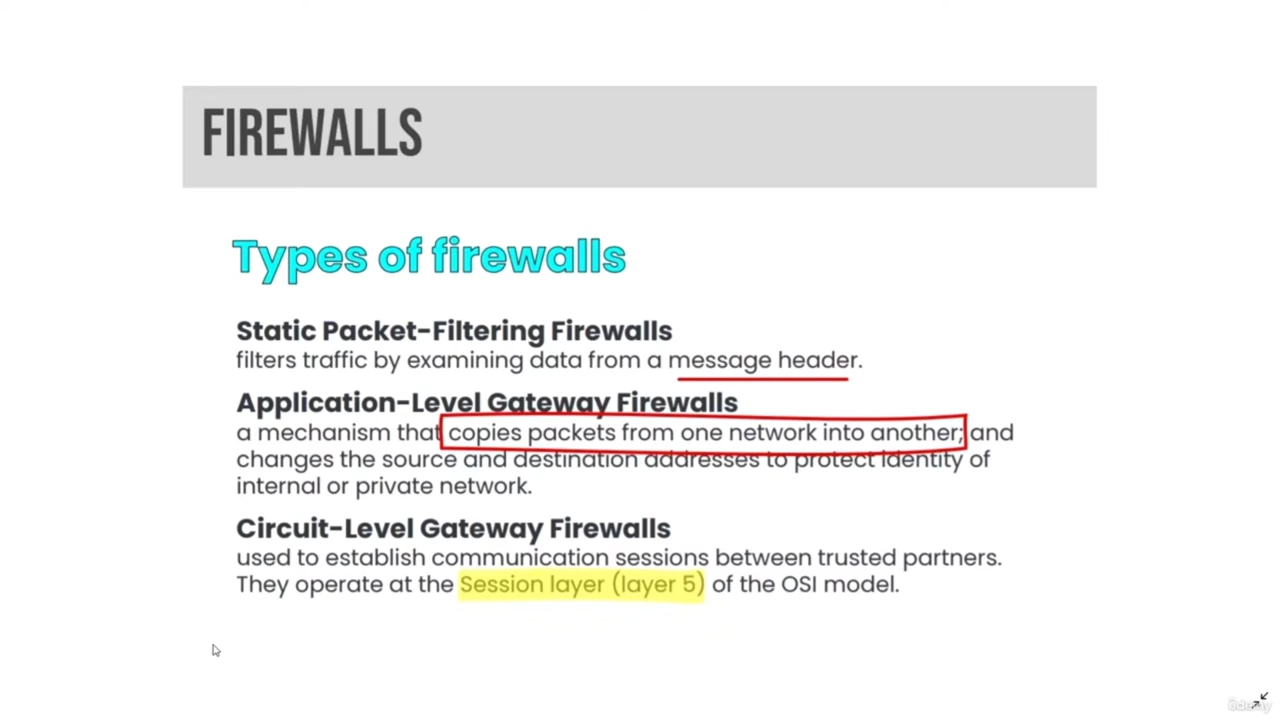 FIREWALLS
Types of firewalls
Static Packet-Filtering Firewalls
filters traffic by examining data from a message header.
Application-Level Gateway Firewalls
a mechanism that copies packets from one network into another; and
changes the source and destination addresses to protect identity of
internal or private network.
Circuit-Level Gateway Firewalls
used to establish communication sessions between trusted partners.
They operate at the Session layer (layer 5) of the OSI model.
ûdemy